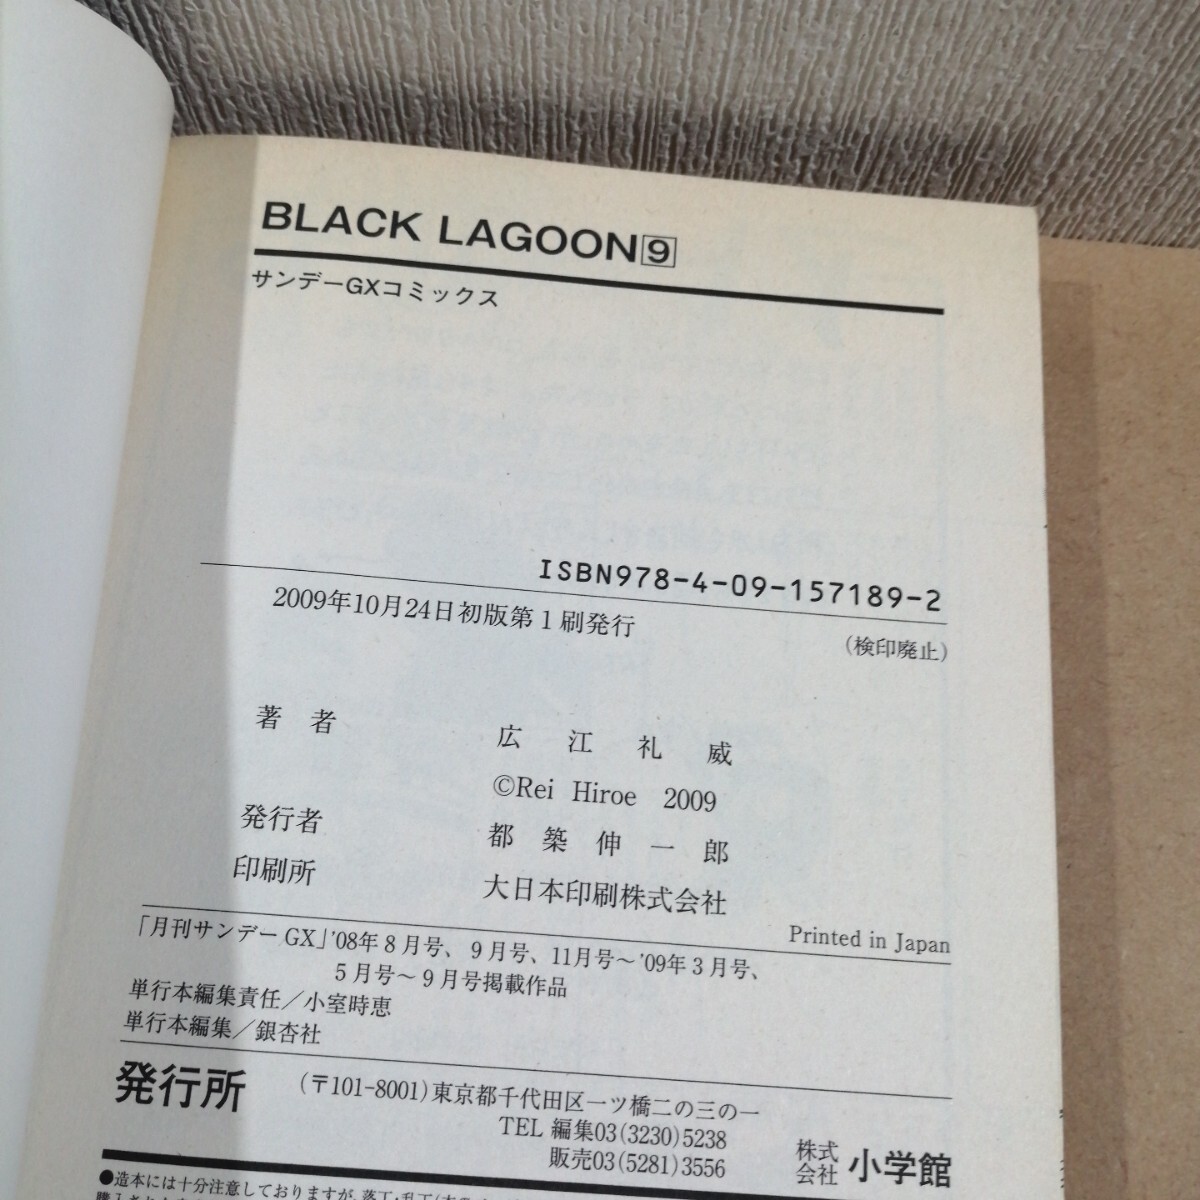 BLACK LAGOON9
サンデーGXコミックス
ISBN978-4-09-157189-2
2009年10月24日初版第1刷発行
(検印廃止)
著者 広江礼威
©Rei Hiroe 2009
発行者 都築伸一郎
印刷所 大日本印刷株式会社
Printed in Japan
「月刊サンデーGX」'08年8月号、9月号、11月号〜'09年3月号、
5月号〜9月号掲載作品
単行本編集責任/小室時恵
単行本編集/銀杏社
発行所 (〒101-8001)東京都千代田区一ツ橋二の三の一
TEL 編集03(3230)5238
販売03(5281)3556
株式会社 小学館
●造本には十分注意しておりますが、落丁・乱丁